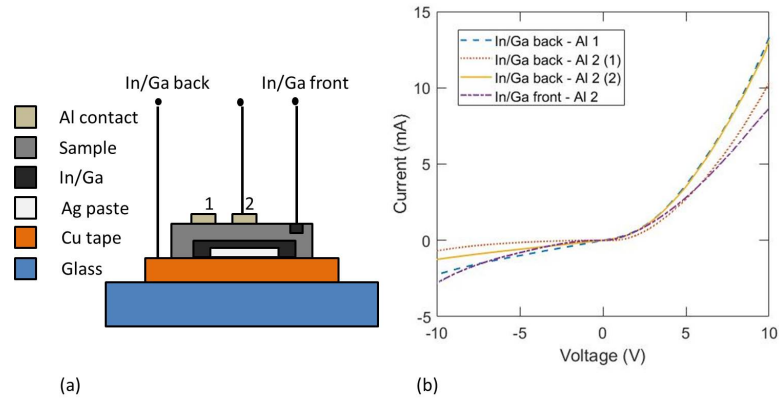 In/Ga back
In/Ga front
Al contact
Sample
In/Ga
Ag paste
Cu tape
Glass
1
2
(a)
In/Ga back - Al 1
In/Ga back - Al 2 (1)
In/Ga back - Al 2 (2)
In/Ga front - Al 2
Current (mA)
15
10
5
0
-5
-10
-5
0
5
10
Voltage (V)
(b)